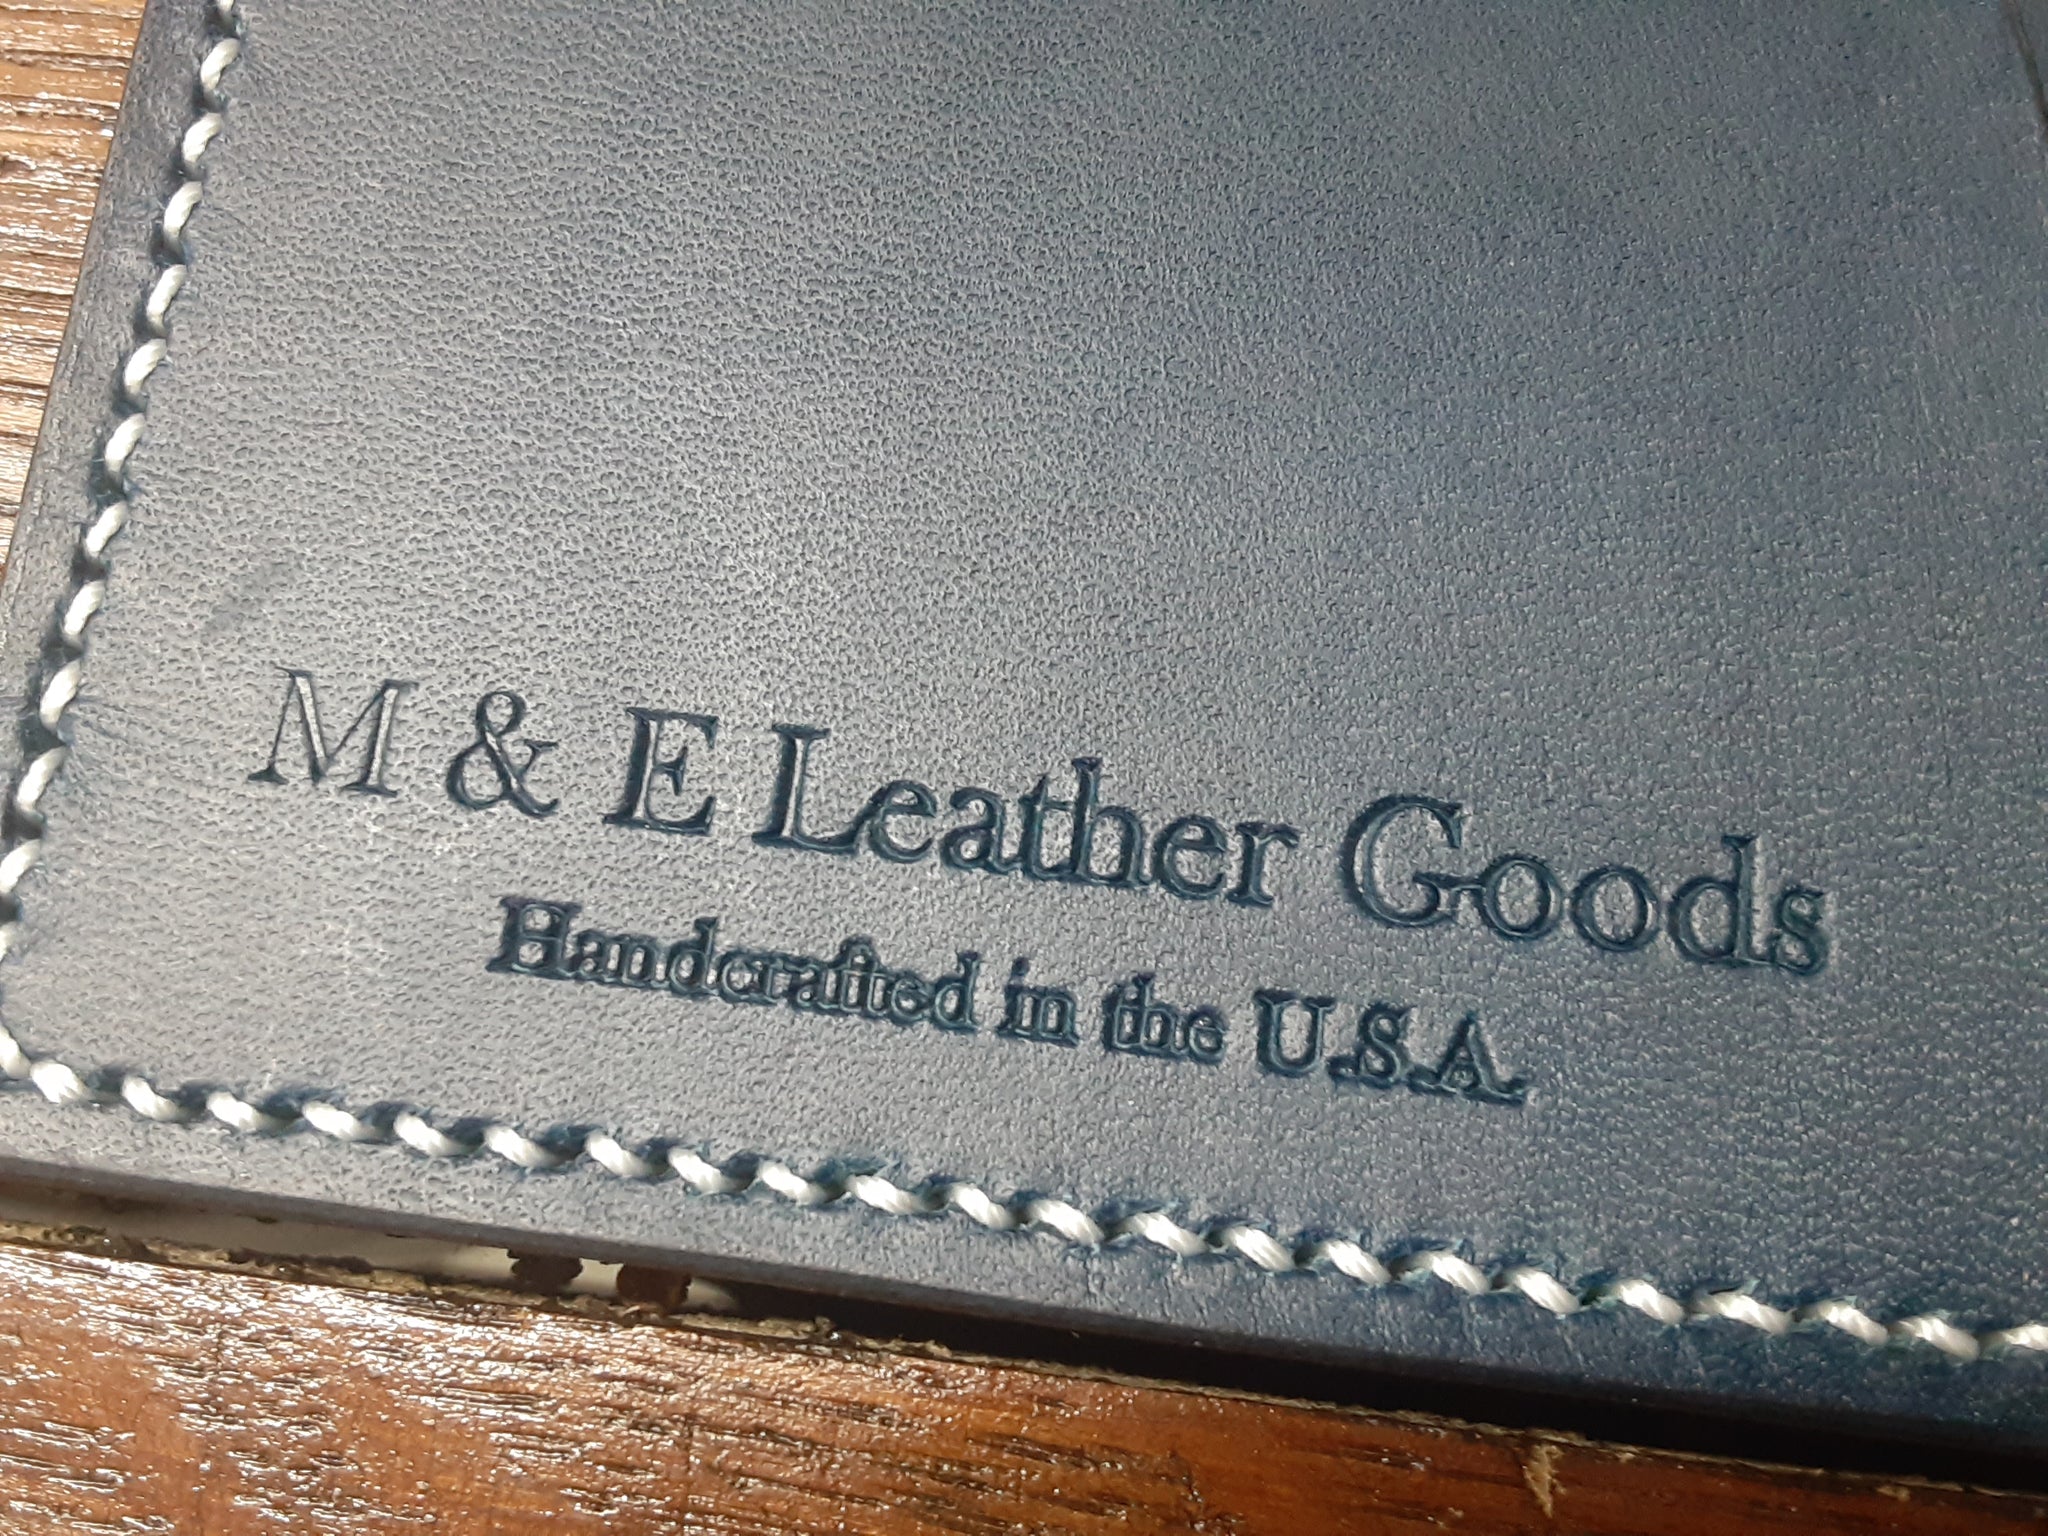 M & E Leather Goods
Handcrafted in the U.S.A.